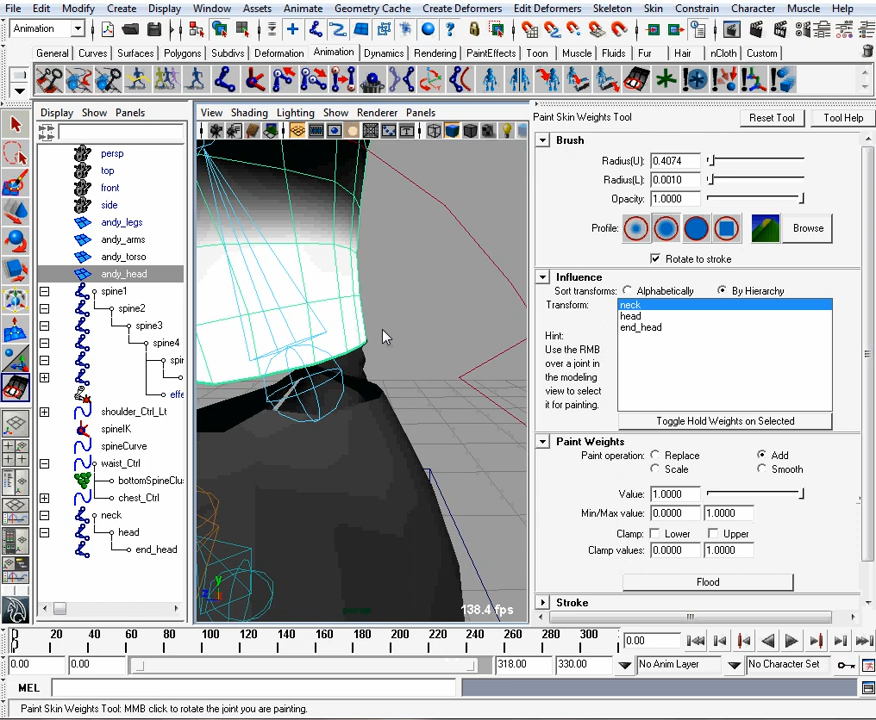 File Edit Modify Create Display Window Assets Animate Geometry Cache Create Deformers Edit Deformers Skeleton Skin Constrain Character Muscle Help
Animation
General Curves Surfaces Polygons Subdivs Deformation Animation Dynamics Rendering PaintEffects Toon Muscle Fluids Fur Hair nCloth Custom
Display Show Panels
View Shading Lighting Show Renderer Panels
Paint Skin Weights Tool Reset Tool Tool Help
Brush
Radius(U): 0.4074
Radius(L): 0.0010
Opacity: 1.0000
Profile: Browse
Rotate to stroke
Influence
Sort transforms: Alphabetically By Hierarchy
Transform: neck
head
end_head
Hint:
Use the RMB
over a joint in
the modeling
view to select
it for painting.
Toggle Hold Weights on Selected
Paint Weights
Paint operation: Replace Add
Scale Smooth
Value: 1.0000
Min/Max value: 0.0000 1.0000
Clamp: Lower Upper
Clamp values: 0.0000 1.0000
Flood
Stroke
persp
top
front
side
andy_legs
andy_arms
andy_torso
andy_head
spine1
spine2
spine3
spine4
spir
effe
shoulder_Ctrl_Lt
spineIK
spineCurve
waist_Ctrl
bottomSpineClu
chest_Ctrl
neck
head
end_head
y
persp
138.4 fps
0 20 40 60 80 100 120 140 160 180 200 220 240 260 280 300 0.00
0.00 0.00 318.00 330.00 No Anim Layer No Character Set
MEL
Paint Skin Weights Tool: MMB click to rotate the joint you are painting.